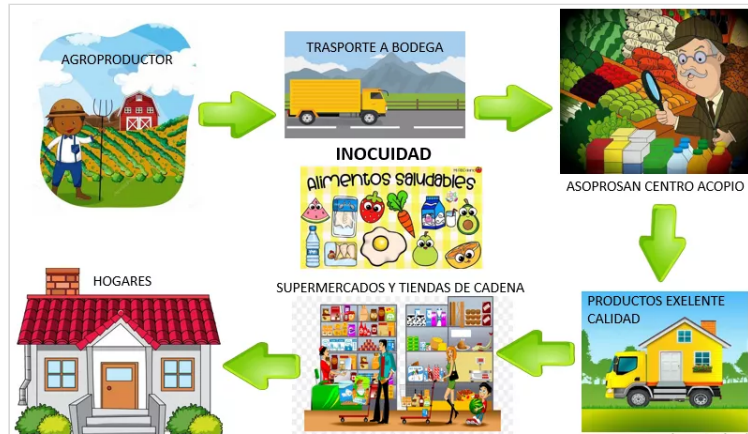 AGROPRODUCTOR
TRASPORTE A BODEGA
ASOPROSAN CENTRO ACOPIO
INOCUIDAD
Alimentos saludables
PRODUCTOS EXELENTE
CALIDAD
SUPERMERCADOS Y TIENDAS DE CADENA
HOGARES